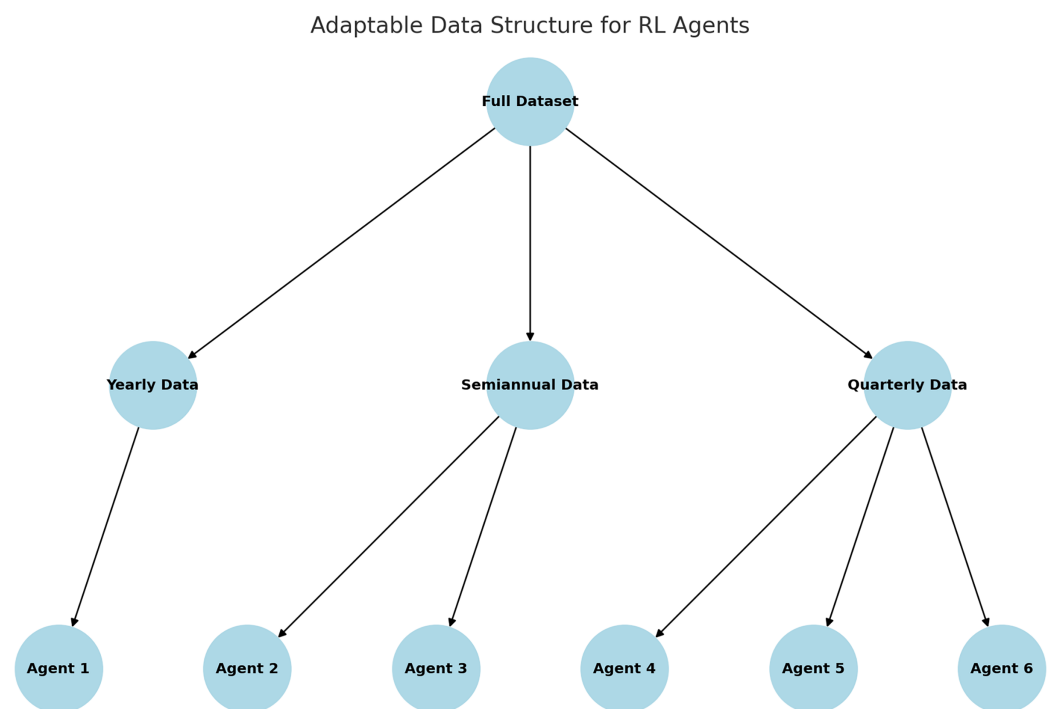 Adaptable Data Structure for RL Agents
Full Dataset
Yearly Data
Semiannual Data
Quarterly Data
Agent 1
Agent 2
Agent 3
Agent 4
Agent 5
Agent 6